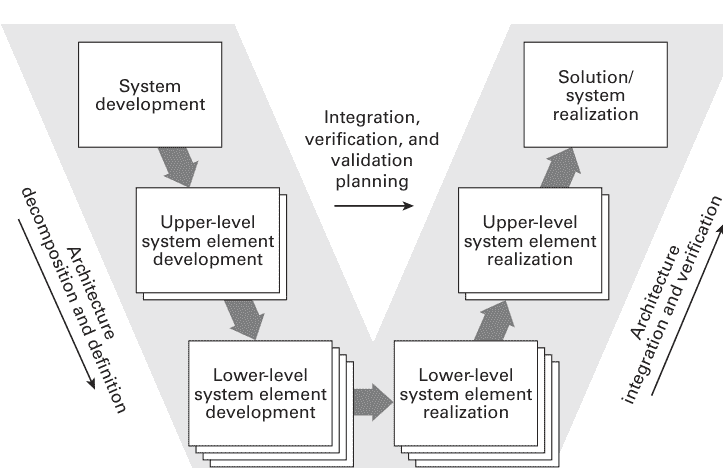 System
development
Solution/
system
realization
Integration,
verification, and
validation
planning
Upper-level
system element
development
Upper-level
system element
realization
Architecture
decomposition and definition
Architecture
integration and verification
Lower-level
system element
development
Lower-level
system element
realization